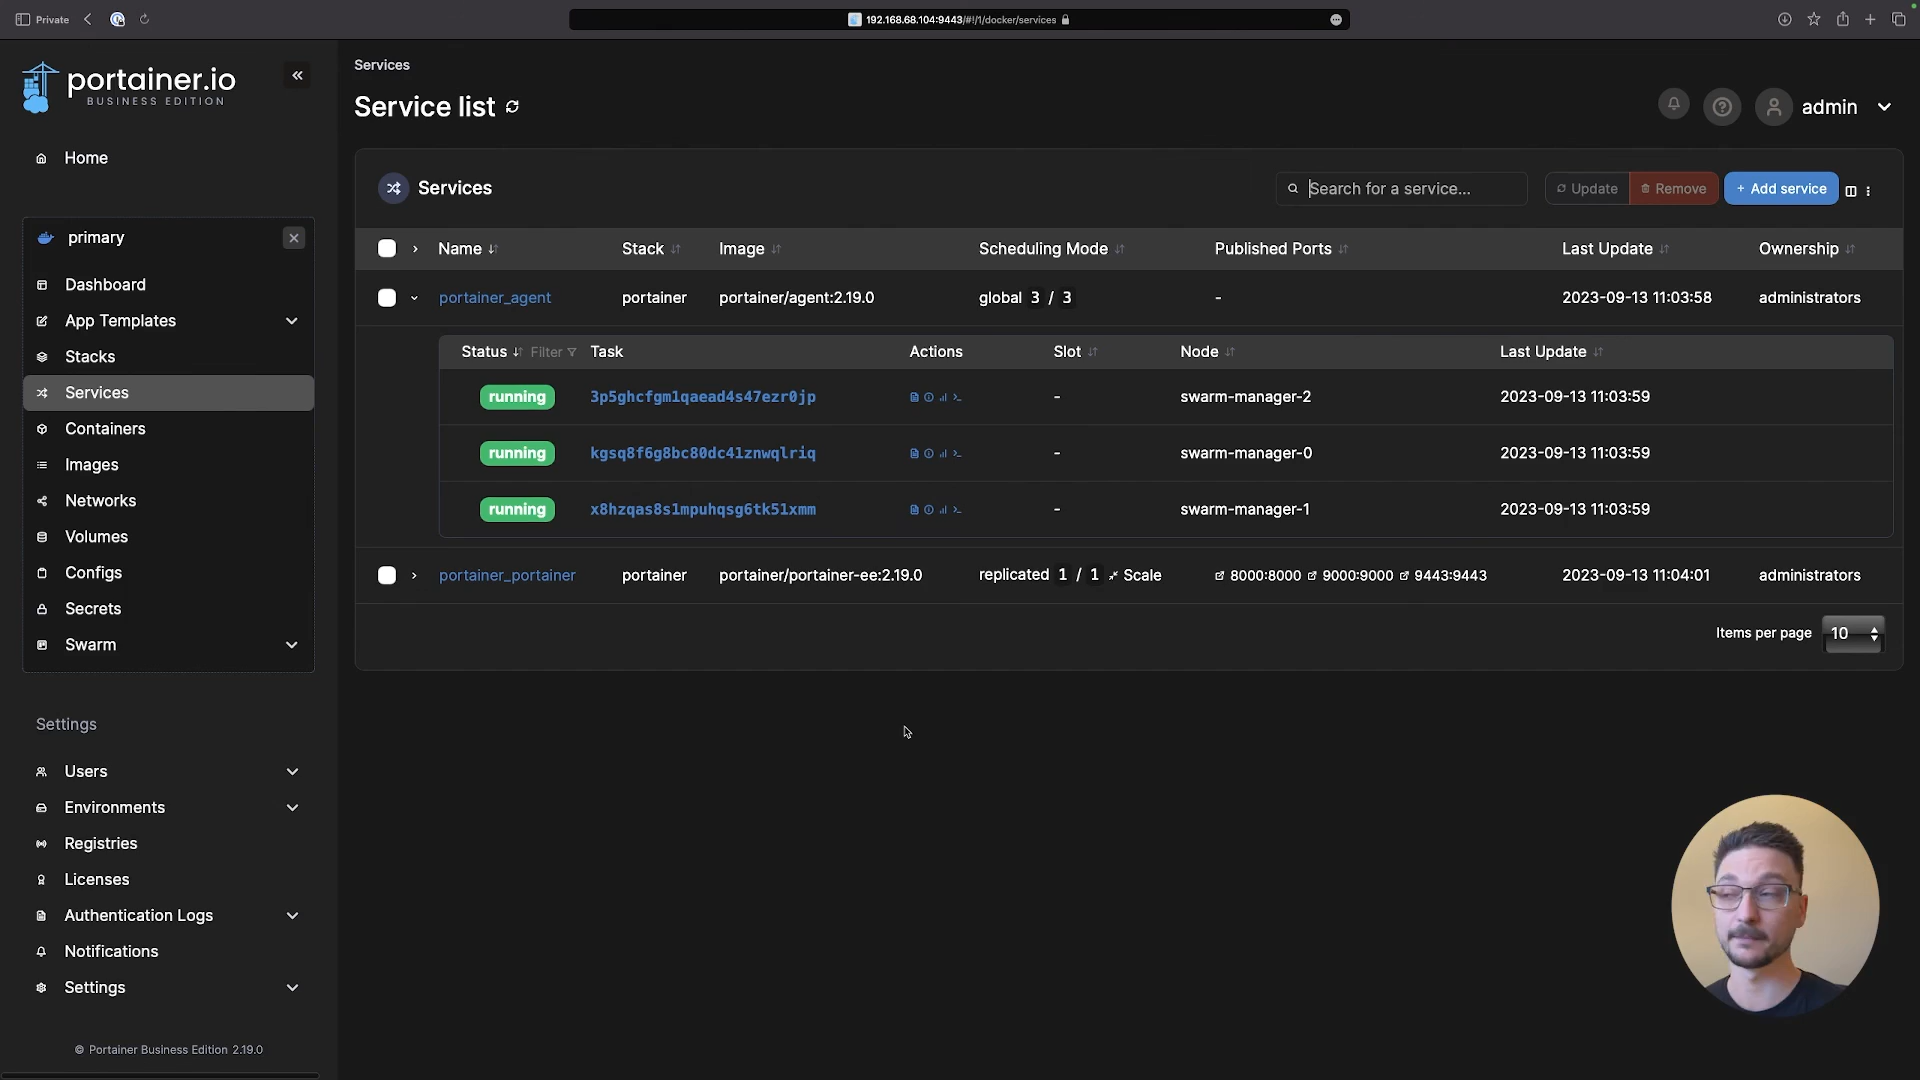 Private
192.168.68.104:9443/#!/1/docker/services
portainer.io
BUSINESS EDITION
Home
primary
Dashboard
App Templates
Stacks
Services
Containers
Images
Networks
Volumes
Configs
Secrets
Swarm
Settings
Users
Environments
Registries
Licenses
Authentication Logs
Notifications
Settings
© Portainer Business Edition 2.19.0
Services
Service list
admin
Services
Search for a service...
Update
Remove
+ Add service
Name Stack Image Scheduling Mode Published Ports Last Update Ownership
portainer_agent portainer portainer/agent:2.19.0 global 3 / 3 - 2023-09-13 11:03:58 administrators
Status Filter Task Actions Slot Node Last Update
running 3p5ghcfgm1qaead4s47ezr0jp - swarm-manager-2 2023-09-13 11:03:59
running kgsq8f6g8bc80dc41znwqlriq - swarm-manager-0 2023-09-13 11:03:59
running x8hzqas8s1mpuhqsg6tk51xmm - swarm-manager-1 2023-09-13 11:03:59
portainer_portainer portainer portainer/portainer-ee:2.19.0 replicated 1 / 1 Scale 8000:8000 9000:9000 9443:9443 2023-09-13 11:04:01 administrators
Items per page 10